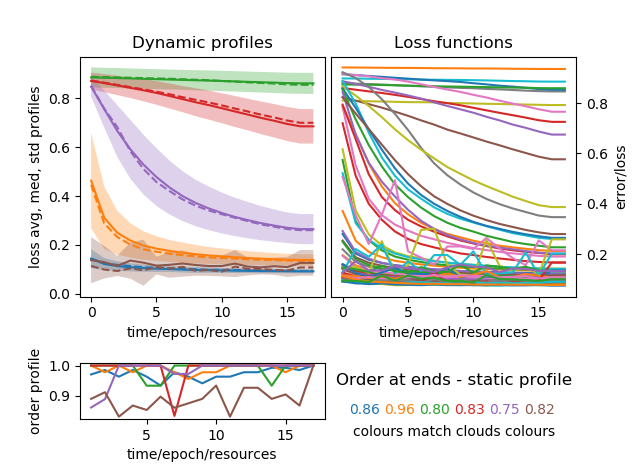 Dynamic profiles
Loss functions
loss avg, med, std profiles
0.8
0.6
0.4
0.2
0.0
0 5 10 15
time/epoch/resources
0 5 10 15
time/epoch/resources
0.8
0.6
0.4
0.2
error/loss
order profile
1.0
0.9
5 10 15
time/epoch/resources
Order at ends - static profile
0.86 0.96 0.80 0.83 0.75 0.82
colours match clouds colours